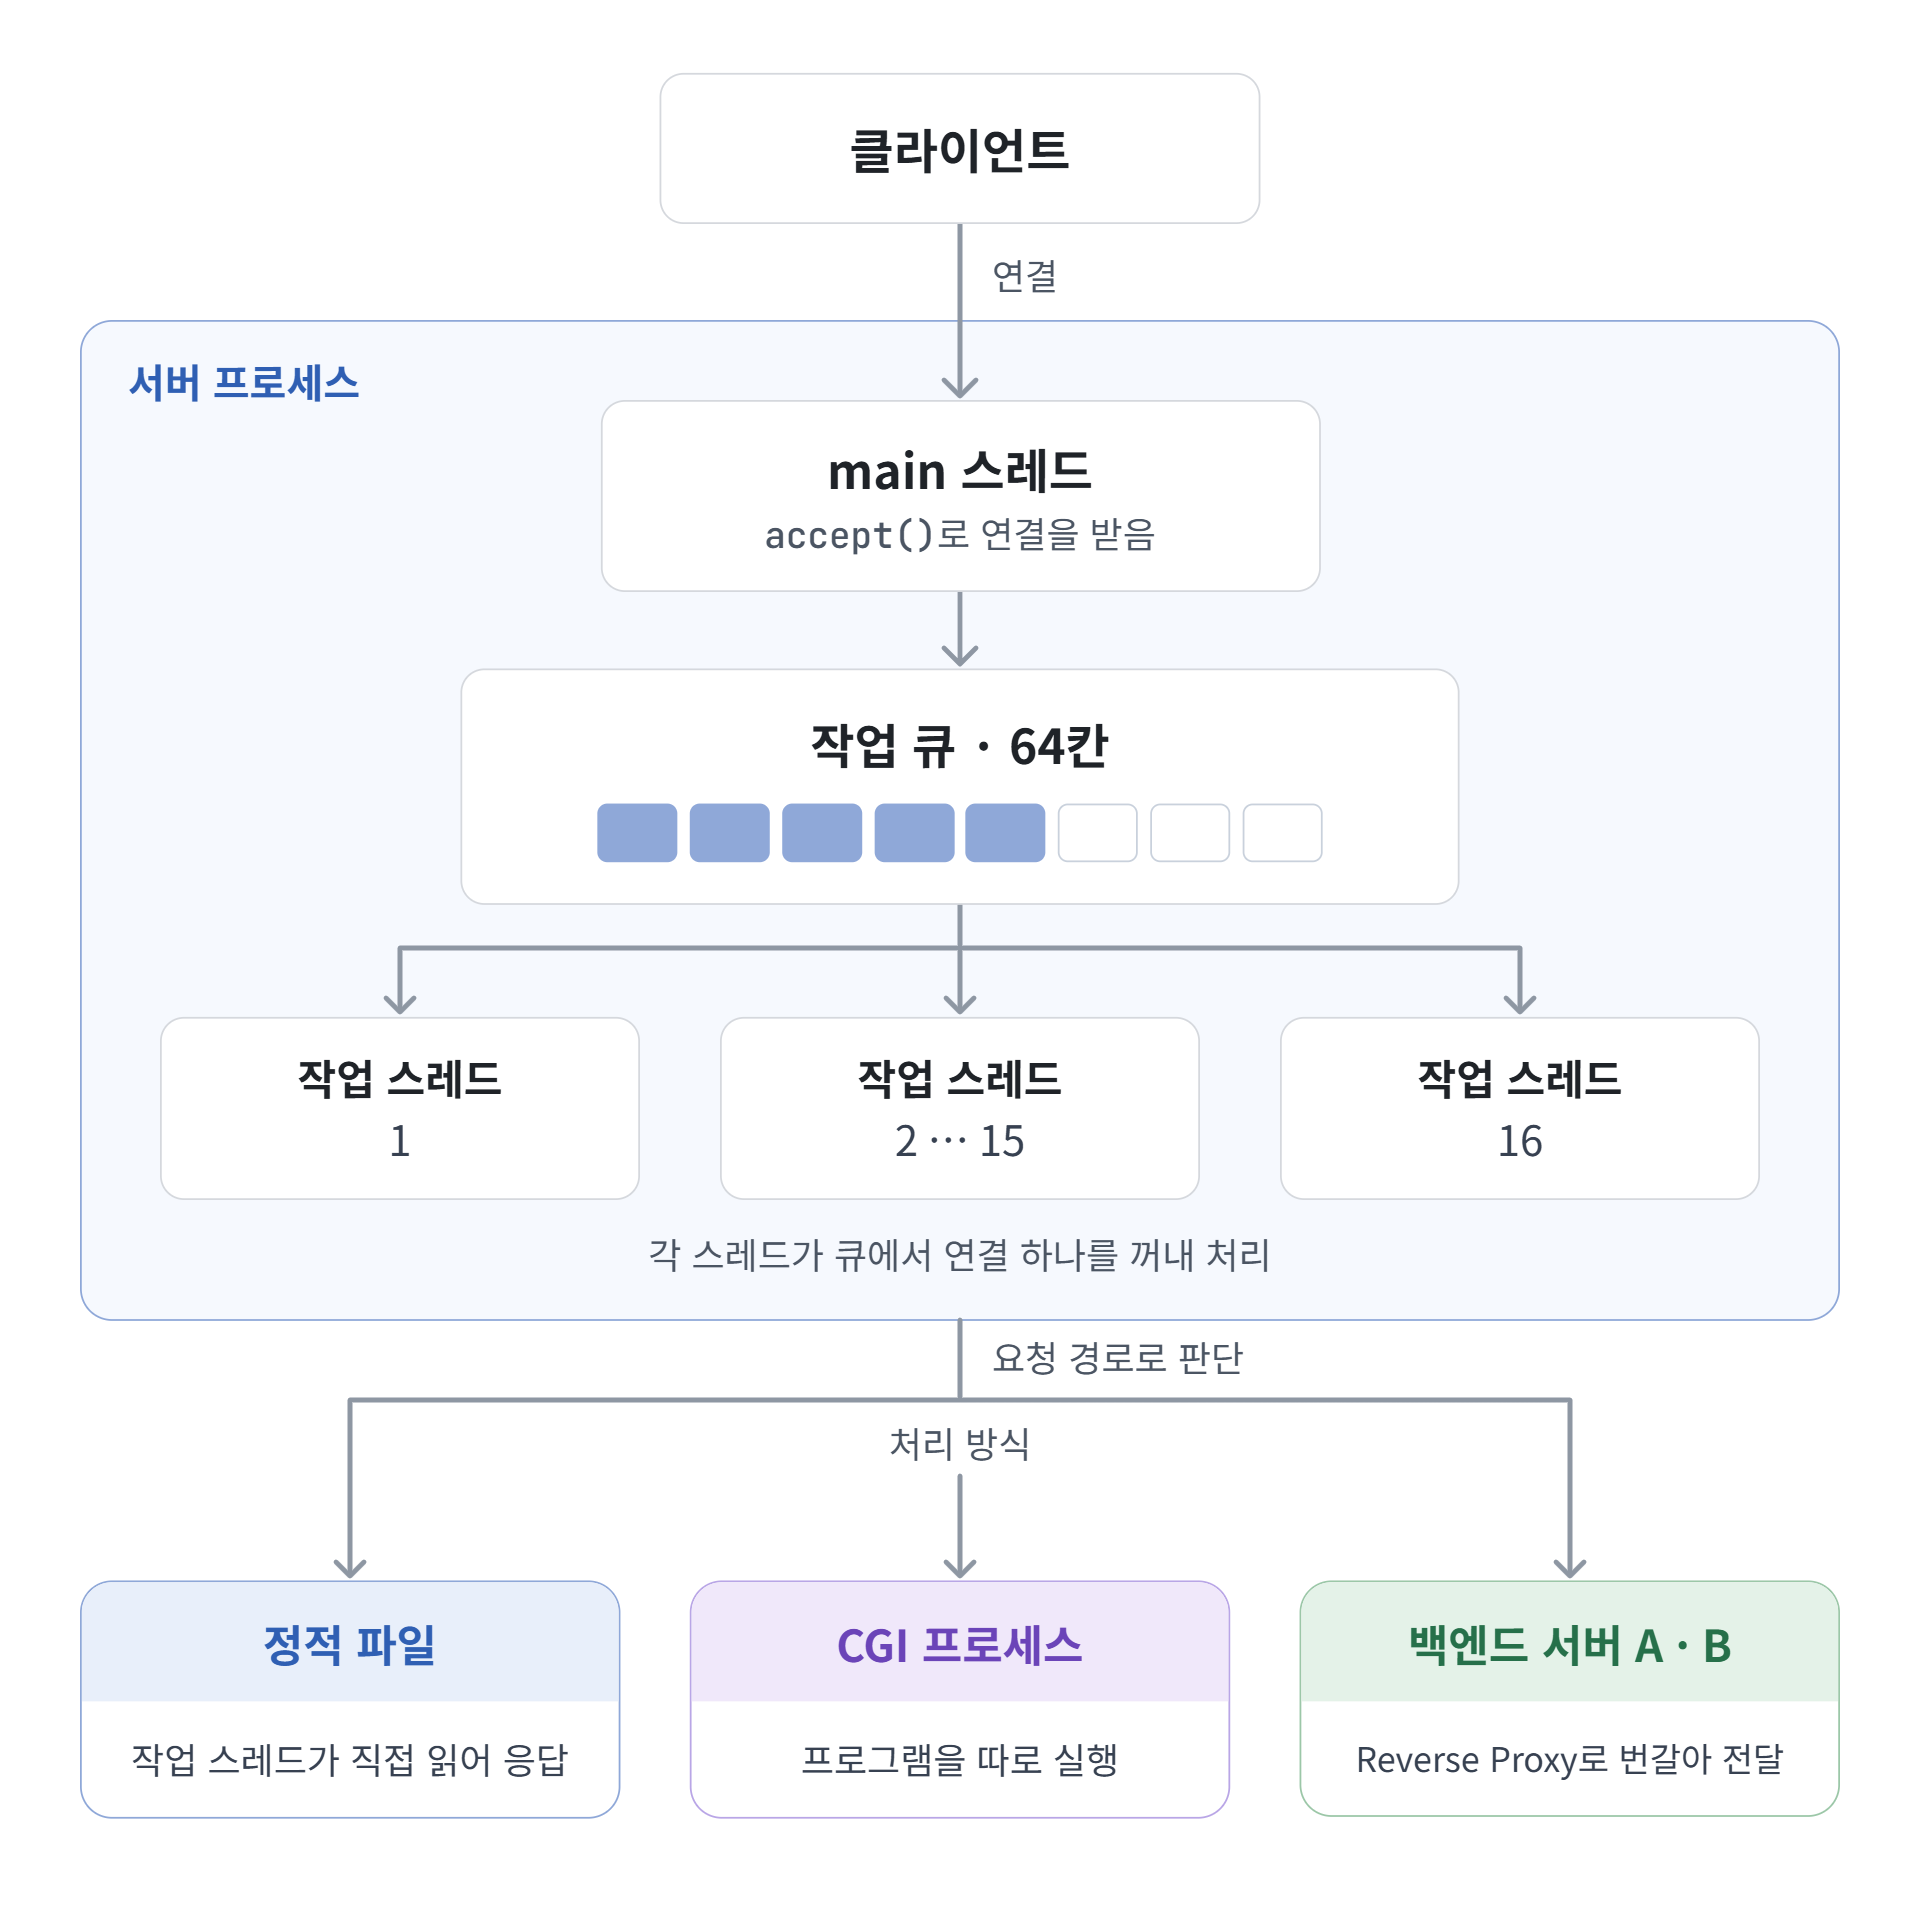 클라이언트
연결
서버 프로세스
main 스레드
accept()로 연결을 받음
작업 큐 · 64칸
작업 스레드
1
작업 스레드
2 ⋯ 15
작업 스레드
16
각 스레드가 큐에서 연결 하나를 꺼내 처리
요청 경로로 판단
처리 방식
정적 파일
작업 스레드가 직접 읽어 응답
CGI 프로세스
프로그램을 따로 실행
백엔드 서버 A · B
Reverse Proxy로 번갈아 전달